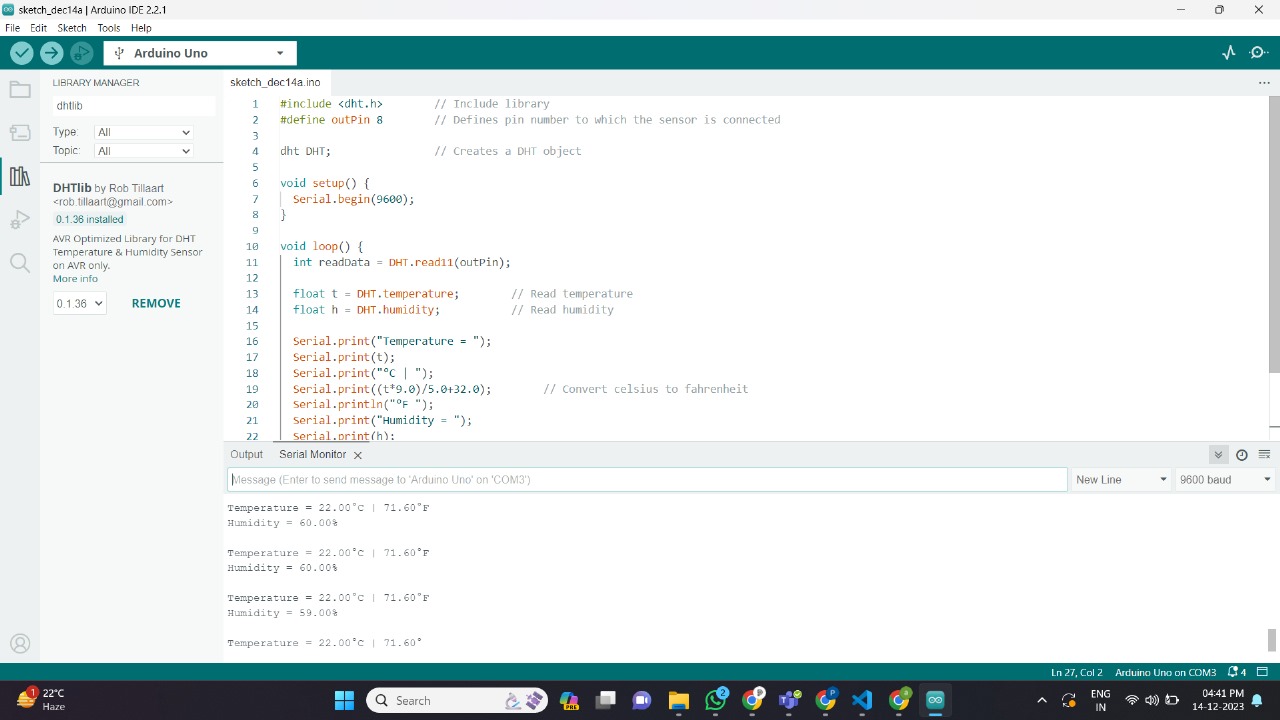 sketch_dec14a | Arduino IDE 2.2.1
File Edit Sketch Tools Help
Arduino Uno
LIBRARY MANAGER
dhtlib
Type: All
Topic: All
DHTlib by Rob Tillaart
<rob.tillaart@gmail.com>
0.1.36 installed
AVR Optimized Library for DHT
Temperature & Humidity Sensor
on AVR only.
More info
0.1.36 REMOVE
sketch_dec14a.ino
1 #include <dht.h> // Include library
2 #define outPin 8 // Defines pin number to which the sensor is connected
3
4 dht DHT; // Creates a DHT object
5
6 void setup() {
7 Serial.begin(9600);
8 }
9
10 void loop() {
11 int readData = DHT.read11(outPin);
12
13 float t = DHT.temperature; // Read temperature
14 float h = DHT.humidity; // Read humidity
15
16 Serial.print("Temperature = ");
17 Serial.print(t);
18 Serial.print("°C | ");
19 Serial.print((t*9.0)/5.0+32.0); // Convert celsius to fahrenheit
20 Serial.println("°F ");
21 Serial.print("Humidity = ");
22 Serial.print(h);
Output Serial Monitor
Message (Enter to send message to 'Arduino Uno' on 'COM3') New Line 9600 baud
Temperature = 22.00°C | 71.60°F
Humidity = 60.00%
Temperature = 22.00°C | 71.60°F
Humidity = 60.00%
Temperature = 22.00°C | 71.60°F
Humidity = 59.00%
Temperature = 22.00°C | 71.60°
Ln 27, Col 2 Arduino Uno on COM3 4
1 22°C
Haze
Search
PRE
2
P
P
a
ENG
IN
04:41 PM
14-12-2023